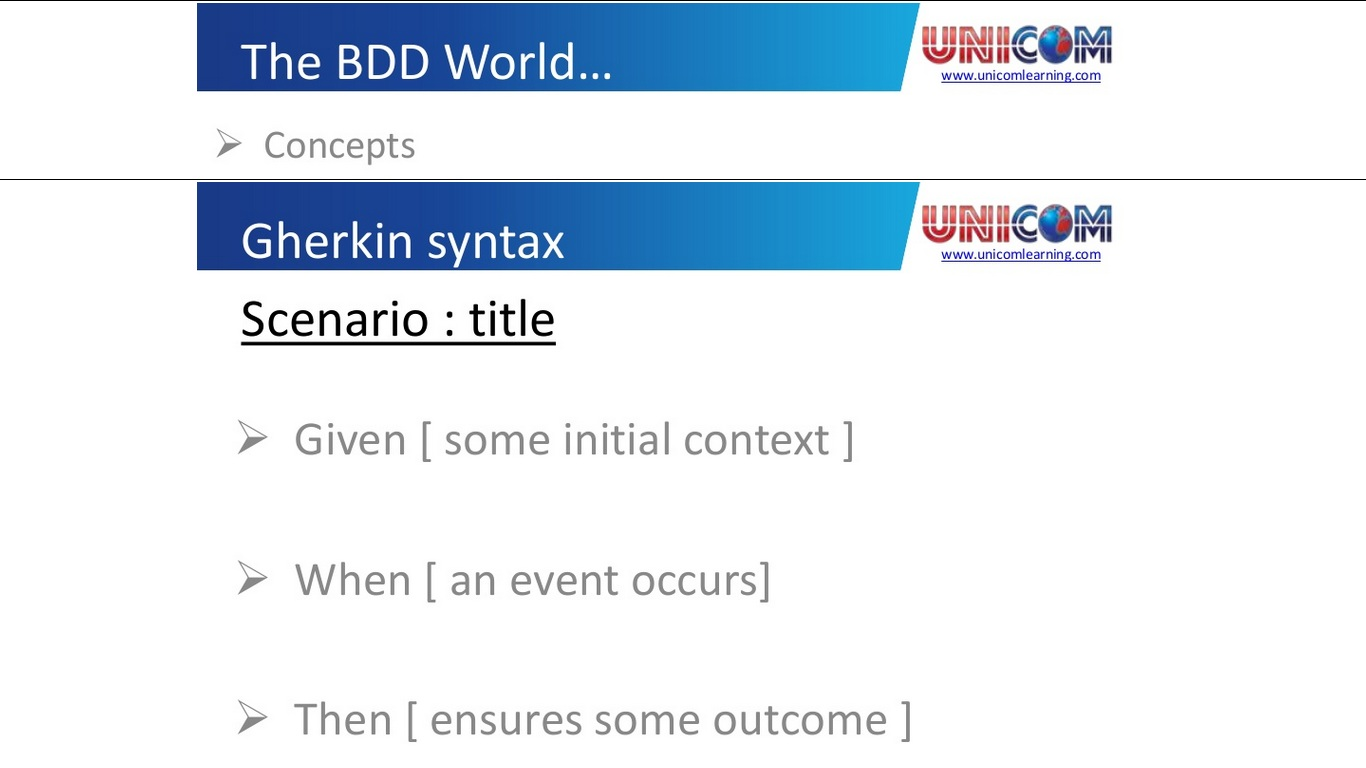 The BDD World...
UNICOM
www.unicomlearning.com
➢ Concepts
Gherkin syntax
UNICOM
www.unicomlearning.com
Scenario : title
➢ Given [ some initial context ]
➢ When [ an event occurs]
➢ Then [ ensures some outcome ]